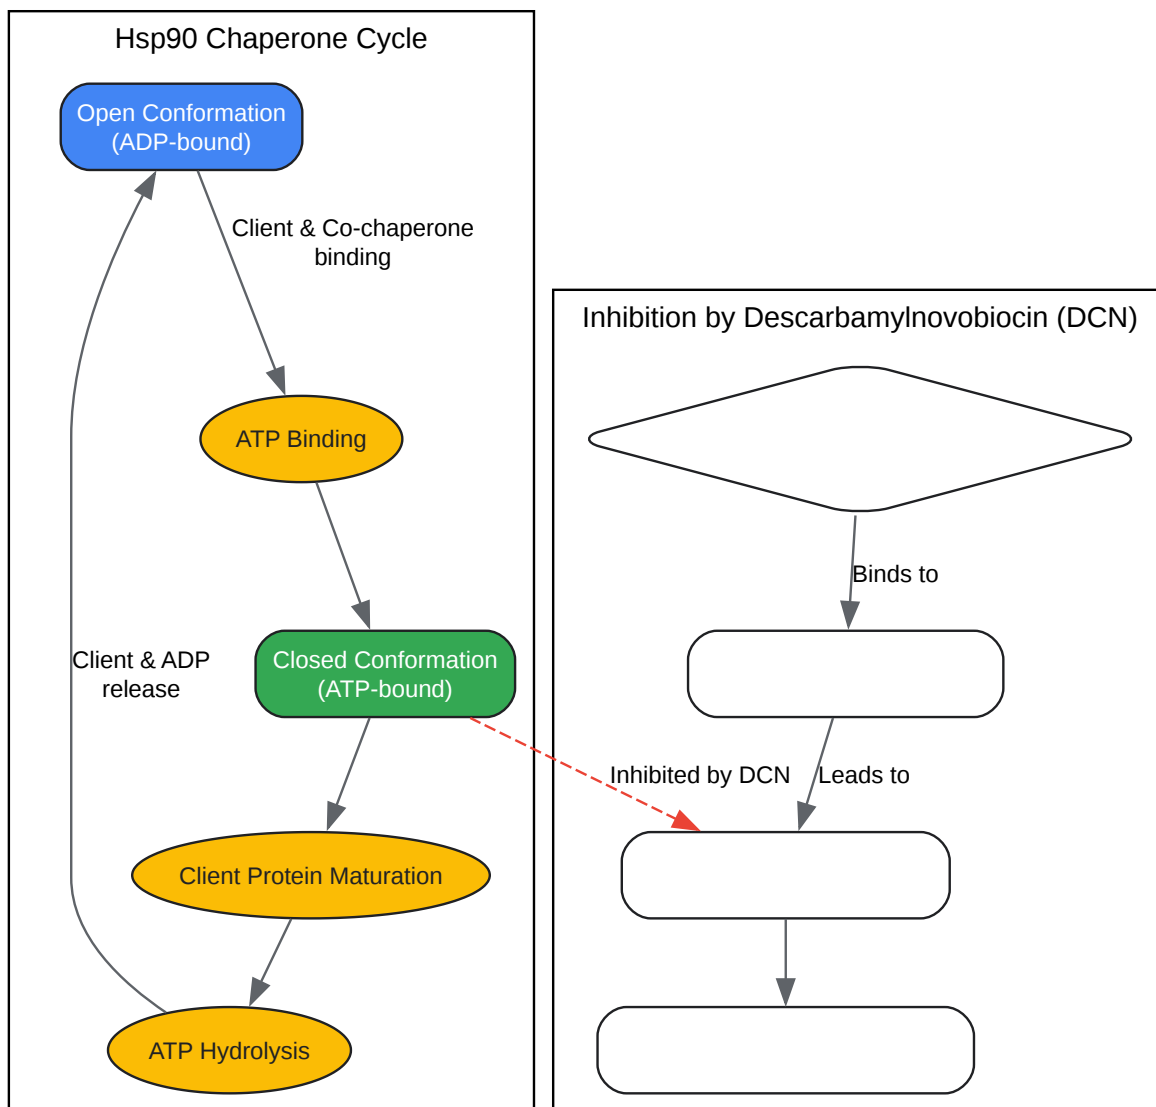 Hsp90 Chaperone Cycle
Open Conformation
(ADP-bound)
Client & Co-chaperone
binding
ATP Binding
Closed Conformation
(ATP-bound)
Client & ADP
release
Client Protein Maturation
ATP Hydrolysis
Inhibition by Descarbamylnovobiocin (DCN)
Binds to
Inhibited by DCN
Leads to